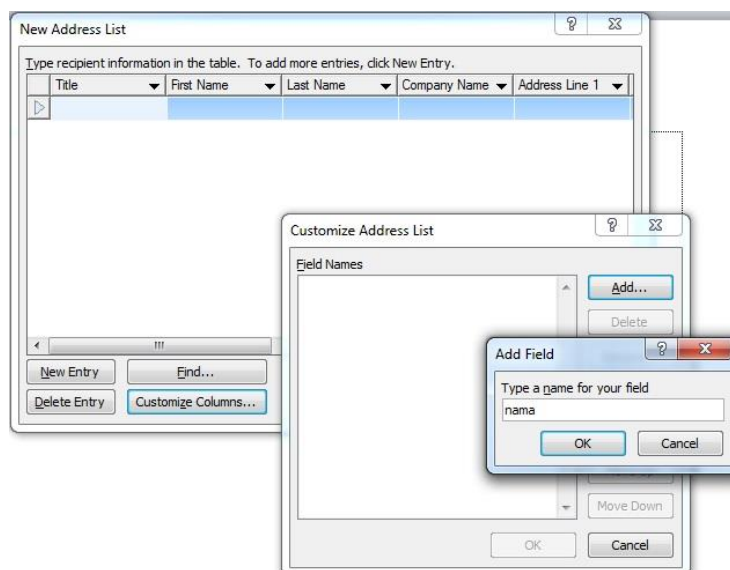 New Address List
Type recipient information in the table. To add more entries, click New Entry.
Title First Name Last Name Company Name Address Line 1
Customize Address List
Field Names
Add...
Delete
Add Field
Type a name for your field
nama
OK Cancel
New Entry Find...
Delete Entry Customize Columns...
Move Down
OK Cancel